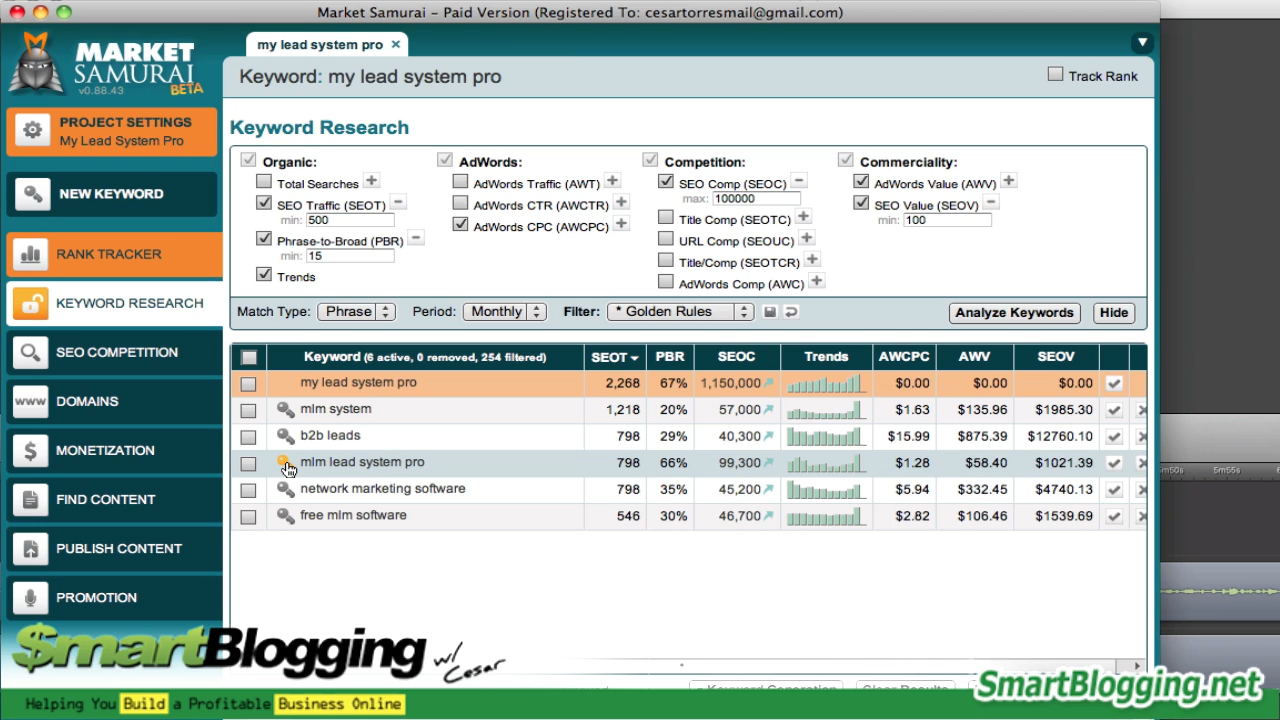 Market Samurai – Paid Version (Registered To: cesartorresmail@gmail.com)
my lead system pro ×
MARKET
SAMURAI
v0.88.43 BETA
Keyword: my lead system pro
Track Rank
PROJECT SETTINGS
My Lead System Pro
NEW KEYWORD
RANK TRACKER
KEYWORD RESEARCH
SEO COMPETITION
www DOMAINS
$ MONETIZATION
FIND CONTENT
PUBLISH CONTENT
PROMOTION
Keyword Research
Organic:
Total Searches +
SEO Traffic (SEOT) –
min: 500
Phrase-to-Broad (PBR) –
min: 15
Trends
AdWords:
AdWords Traffic (AWT) +
AdWords CTR (AWCTR) +
AdWords CPC (AWCPC) +
Competition:
SEO Comp (SEOC) –
max: 100000
Title Comp (SEOTC) +
URL Comp (SEOUC) +
Title/Comp (SEOTCR) +
AdWords Comp (AWC) +
Commerciality:
AdWords Value (AWV) +
SEO Value (SEOV) –
min: 100
Match Type: Phrase Period: Monthly Filter: * Golden Rules Analyze Keywords Hide
Keyword (6 active, 0 removed, 254 filtered) SEOT PBR SEOC Trends AWCPC AWV SEOV
my lead system pro 2,268 67% 1,150,000 $0.00 $0.00 $0.00
mlm system 1,218 20% 57,000 $1.63 $135.96 $1985.30
b2b leads 798 29% 40,300 $15.99 $875.39 $12760.10
mlm lead system pro 798 66% 99,300 $1.28 $58.40 $1021.39
network marketing software 798 35% 45,200 $5.94 $332.45 $4740.13
free mlm software 546 30% 46,700 $2.82 $106.46 $1539.69
5m55s
$martBlogging w/ Cesar
SmartBlogging.net
Helping You Build a Profitable Business Online